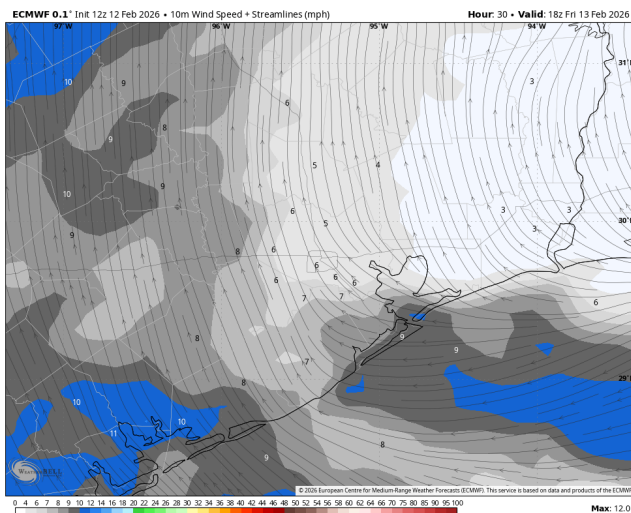 ECMWF 0.1° Init 12z 12 Feb 2026 • 10m Wind Speed + Streamlines (mph) Hour: 30 • Valid: 18z Fri 13 Feb 2026
97°W 96°W 95°W 94°W
31°
10 9 3
6
9 8
5 4
10 9
6 3 3
5 3 30°
9
8 6
6
6 6 6
7 7 6
9
8 9
7 29°
8
10
10
11 8
9
WeatherBELL
© 2026 European Centre for Medium-Range Weather Forecasts (ECMWF). This service is based on data and products of the ECMWF
0 2 4 6 8 10 12 14 16 18 20 22 24 26 28 30 32 34 36 38 40 42 44 46 48 50 52 54 56 58 60 65 70 75 80 85 90 95 100 Max: 12.0